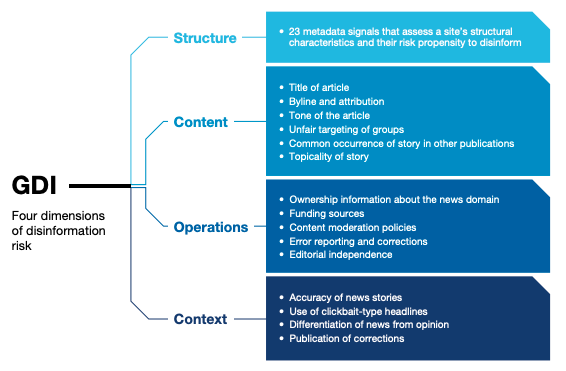 GDI
Four dimensions
of disinformation
risk
Structure
• 23 metadata signals that assess a site's structural
characteristics and their risk propensity to disinform
Content
• Title of article
• Byline and attribution
• Tone of the article
• Unfair targeting of groups
• Common occurrence of story in other publications
• Topicality of story
Operations
• Ownership information about the news domain
• Funding sources
• Content moderation policies
• Error reporting and corrections
• Editorial independence
Context
• Accuracy of news stories
• Use of clickbait-type headlines
• Differentiation of news from opinion
• Publication of corrections